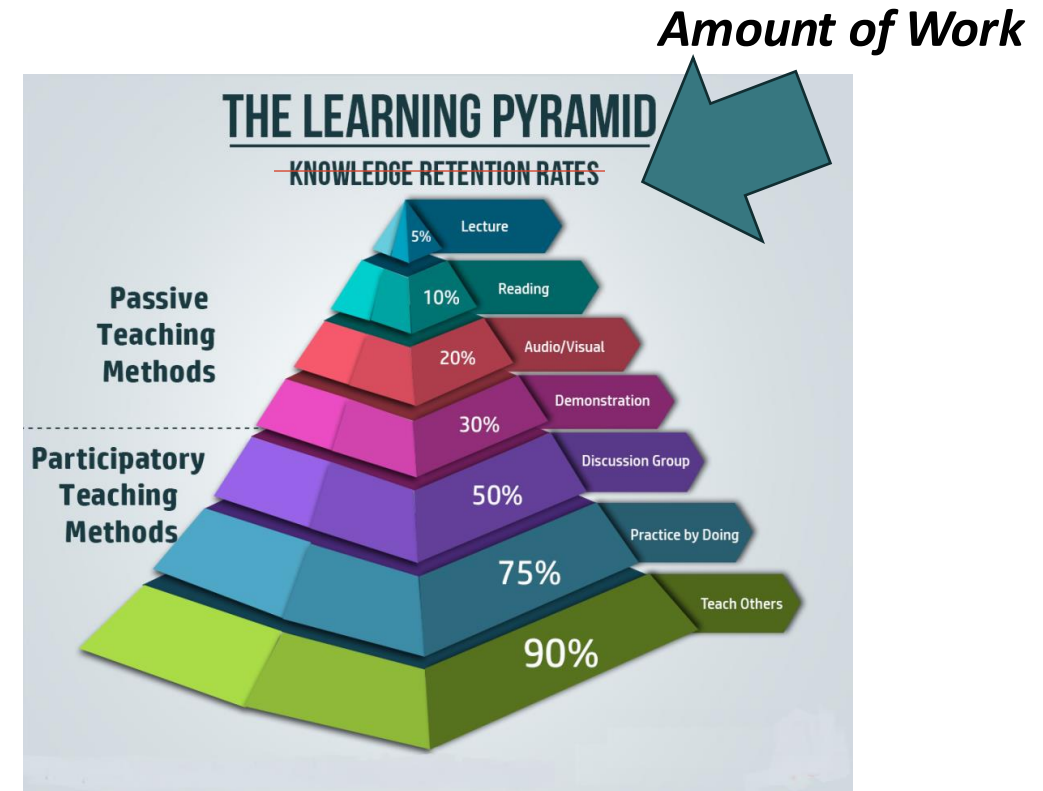 Amount of Work
THE LEARNING PYRAMID
KNOWLEDGE RETENTION RATES
5%
Lecture
10%
Reading
20%
Audio/Visual
30%
Demonstration
50%
Discussion Group
75%
Practice by Doing
90%
Teach Others
Passive
Teaching
Methods
Participatory
Teaching
Methods